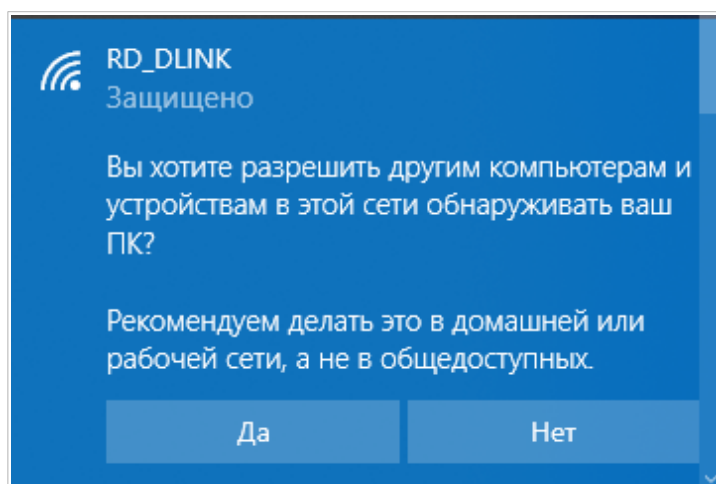 RD_DLINK
Защищено
Вы хотите разрешить другим компьютерам и
устройствам в этой сети обнаруживать ваш
ПК?
Рекомендуем делать это в домашней или
рабочей сети, а не в общедоступных.
Да Нет